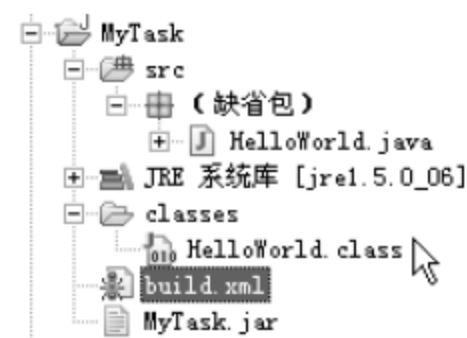 MyTask
src
（缺省包）
HelloWorld.java
JRE 系统库 [jre1.5.0_06]
classes
HelloWorld.class
build.xml
MyTask.jar